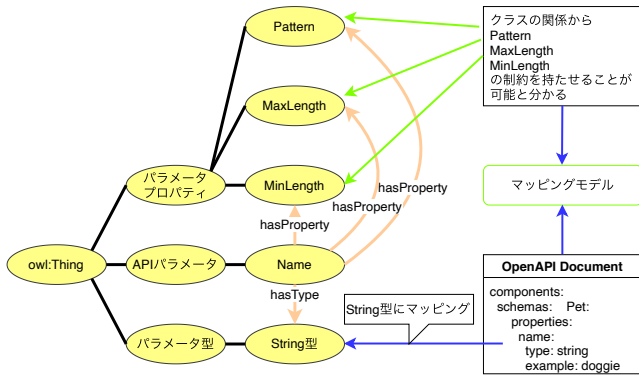 Pattern
クラスの関係から
Pattern
MaxLength
MinLength
の制約を持たせることが
可能と分かる
MaxLength
パラメータ
プロパティ
MinLength
hasProperty
hasProperty
hasProperty
マッピングモデル
owl:Thing
APIパラメータ
Name
hasType
String型にマッピング
パラメータ型
String型
OpenAPI Document
components:
schemas: Pet:
properties:
name:
type: string
example: doggie